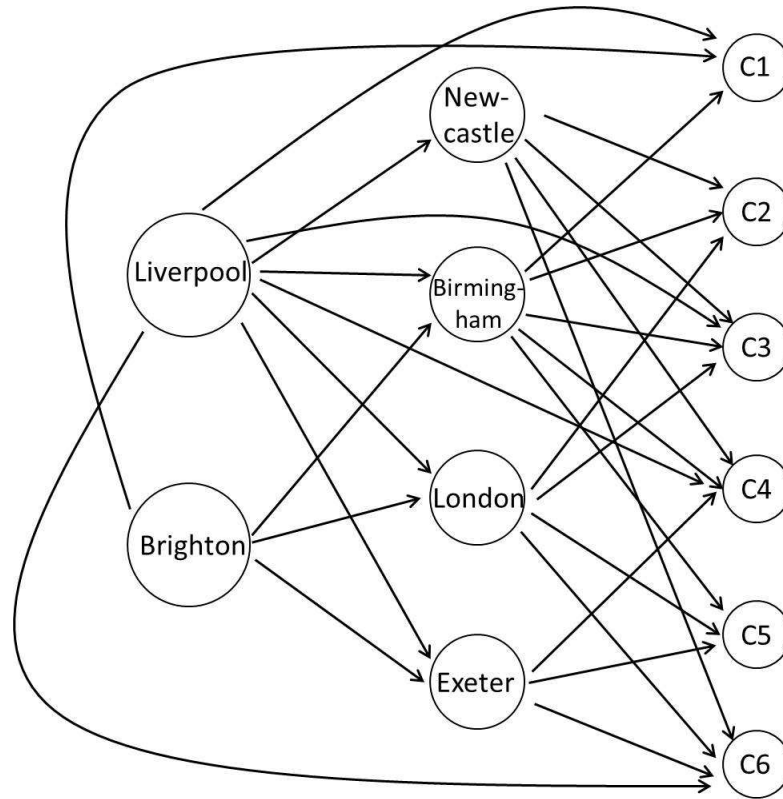 C1
New-
castle
C2
Liverpool
Birming-
ham
C3
London
C4
Brighton
C5
Exeter
C6